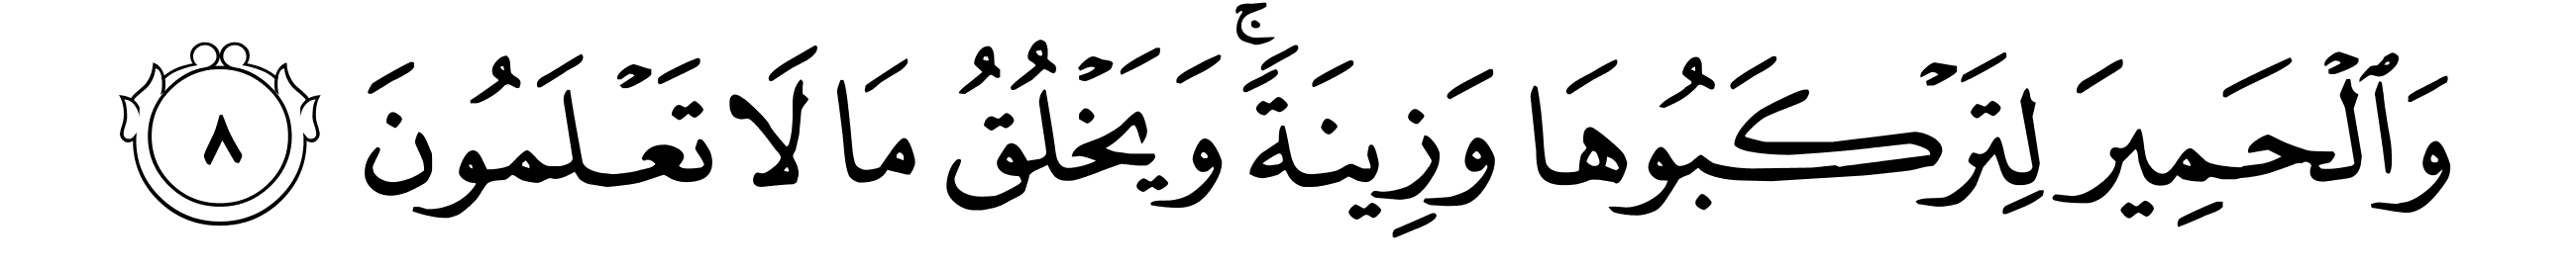 وَٱلْحَمِيرَ لِتَرْكَبُوهَا وَزِينَةً ۚ وَيَخْلُقُ مَا لَا تَعْلَمُونَ ٨